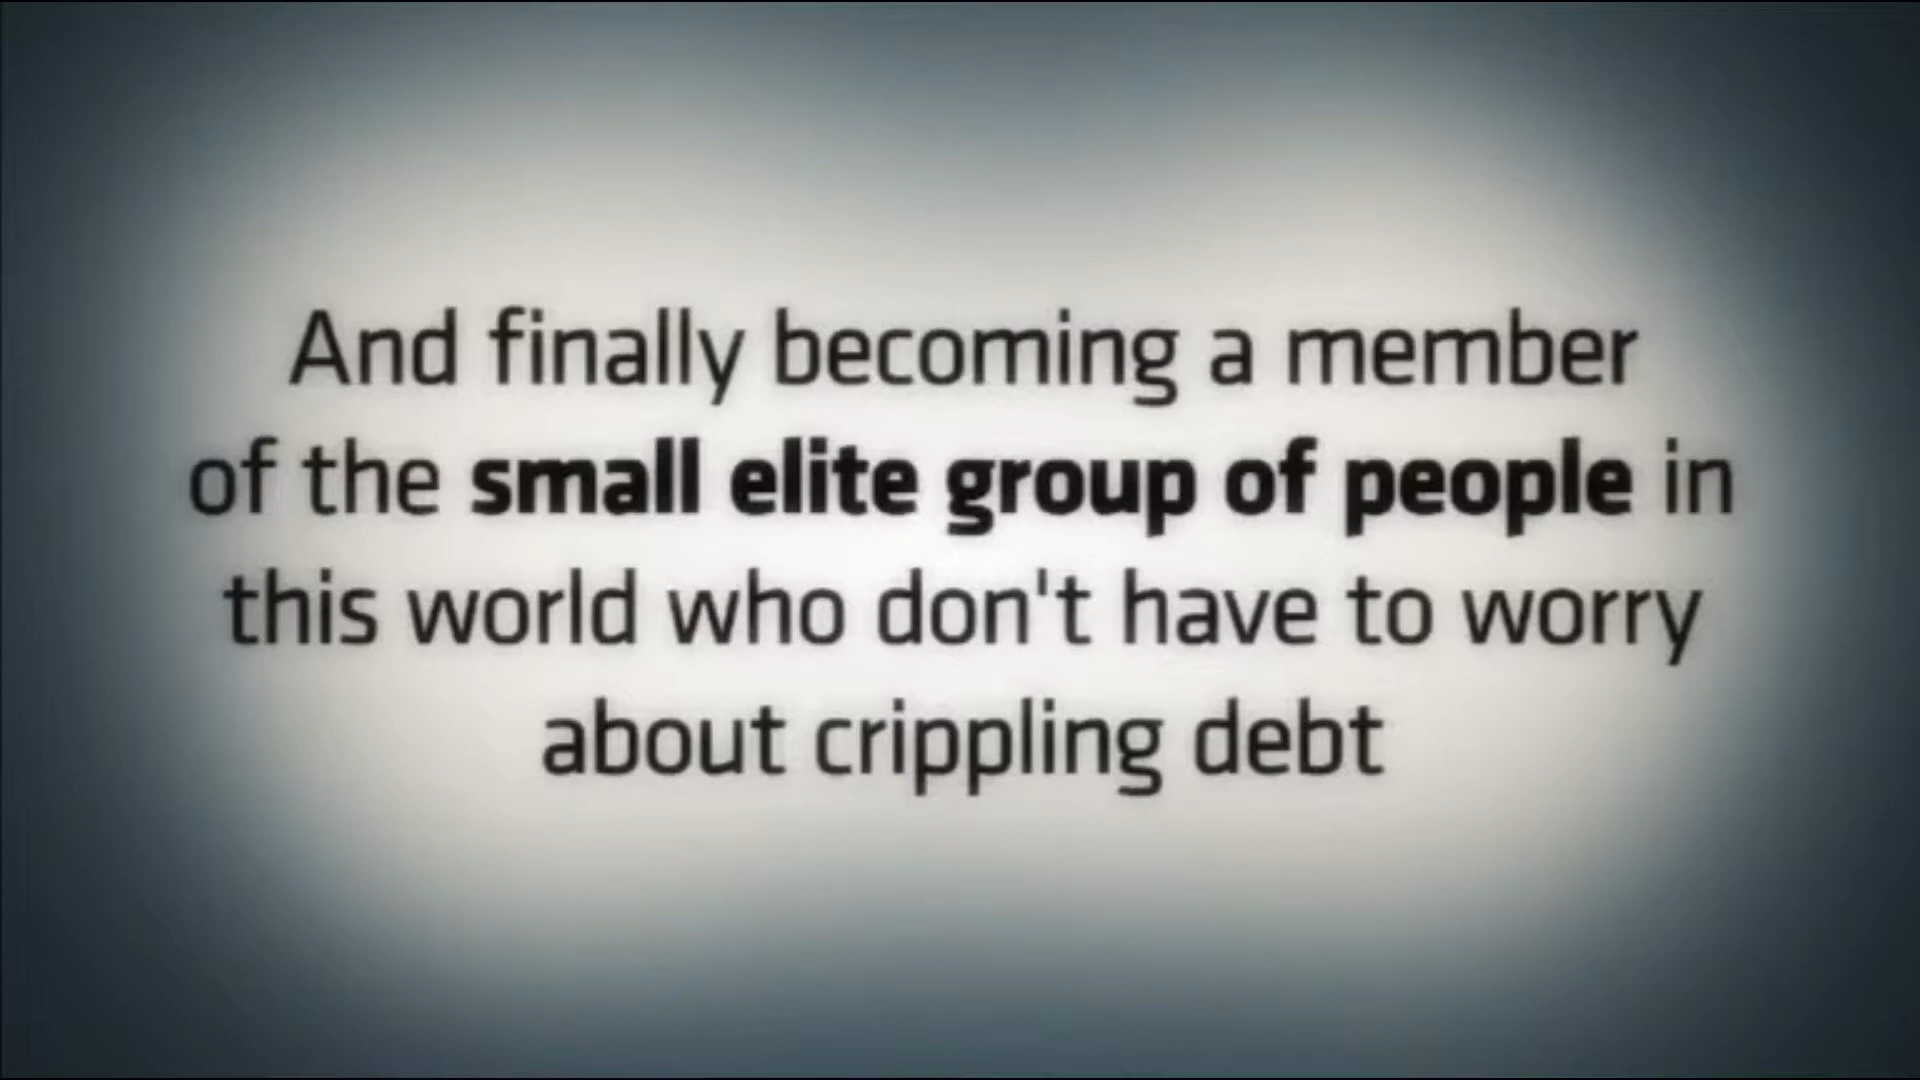 And finally becoming a member
of the small elite group of people in
this world who don't have to worry
about crippling debt